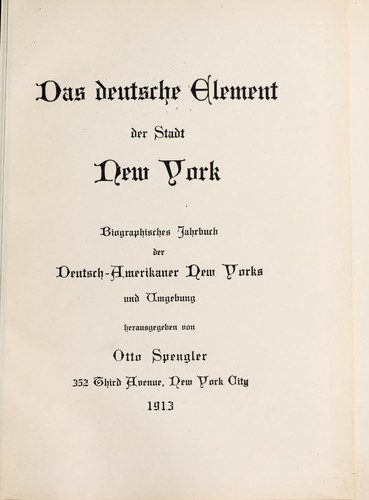 Das deutsche Element
der Stadt
New York
Biographisches Jahrbuch
der
Deutsch-Amerikaner New Yorks
und Umgebung
herausgegeben von
Otto Spengler
352 Third Avenue, New York City
1913